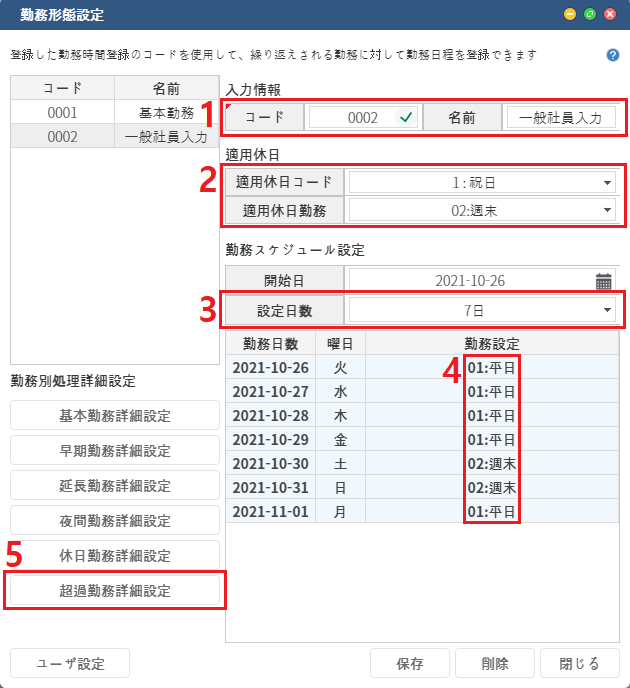 勤務形態設定
登録した勤務時間登録のコードを使用して、繰り返えされる勤務に対して勤務日程を登録できます
?
コード 名前
0001 基本勤務
0002 一般社員入力
入力情報
1 コード 0002 名前 一般社員入力
適用休日
2 適用休日コード 1 : 祝日
適用休日勤務 02:週末
勤務スケジュール設定
開始日 2021-10-26
3 設定日数 7日
勤務日数 曜日 勤務設定
4
2021-10-26 火 01:平日
2021-10-27 水 01:平日
2021-10-28 木 01:平日
2021-10-29 金 01:平日
2021-10-30 土 02:週末
2021-10-31 日 02:週末
2021-11-01 月 01:平日
勤務別処理詳細設定
基本勤務詳細設定
早期勤務詳細設定
延長勤務詳細設定
夜間勤務詳細設定
休日勤務詳細設定
5 超過勤務詳細設定
ユーザ設定 保存 削除 閉じる